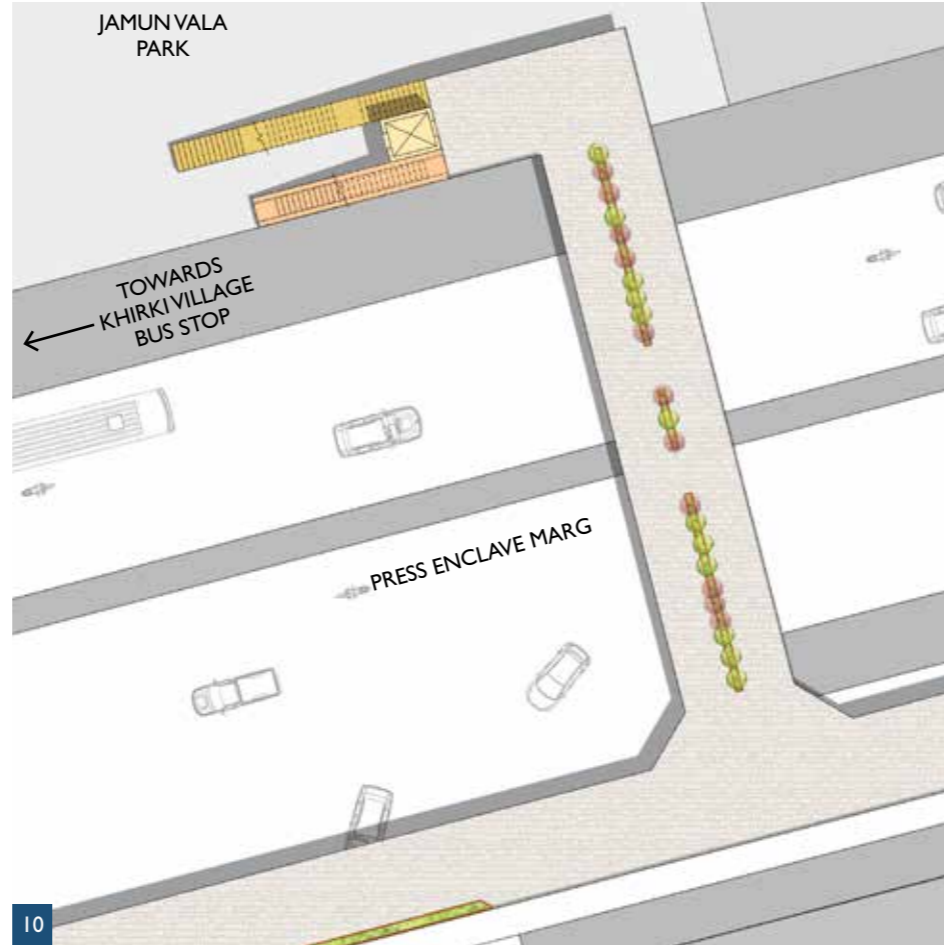 JAMUN VALA
PARK
TOWARDS
KHIRKI VILLAGE
BUS STOP
PRESS ENCLAVE MARG
10